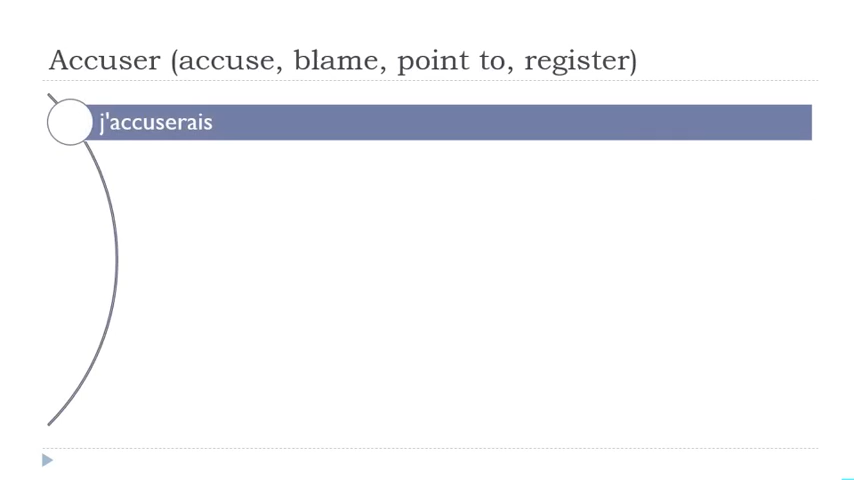 Accuser (accuse, blame, point to, register)
j'accuserais